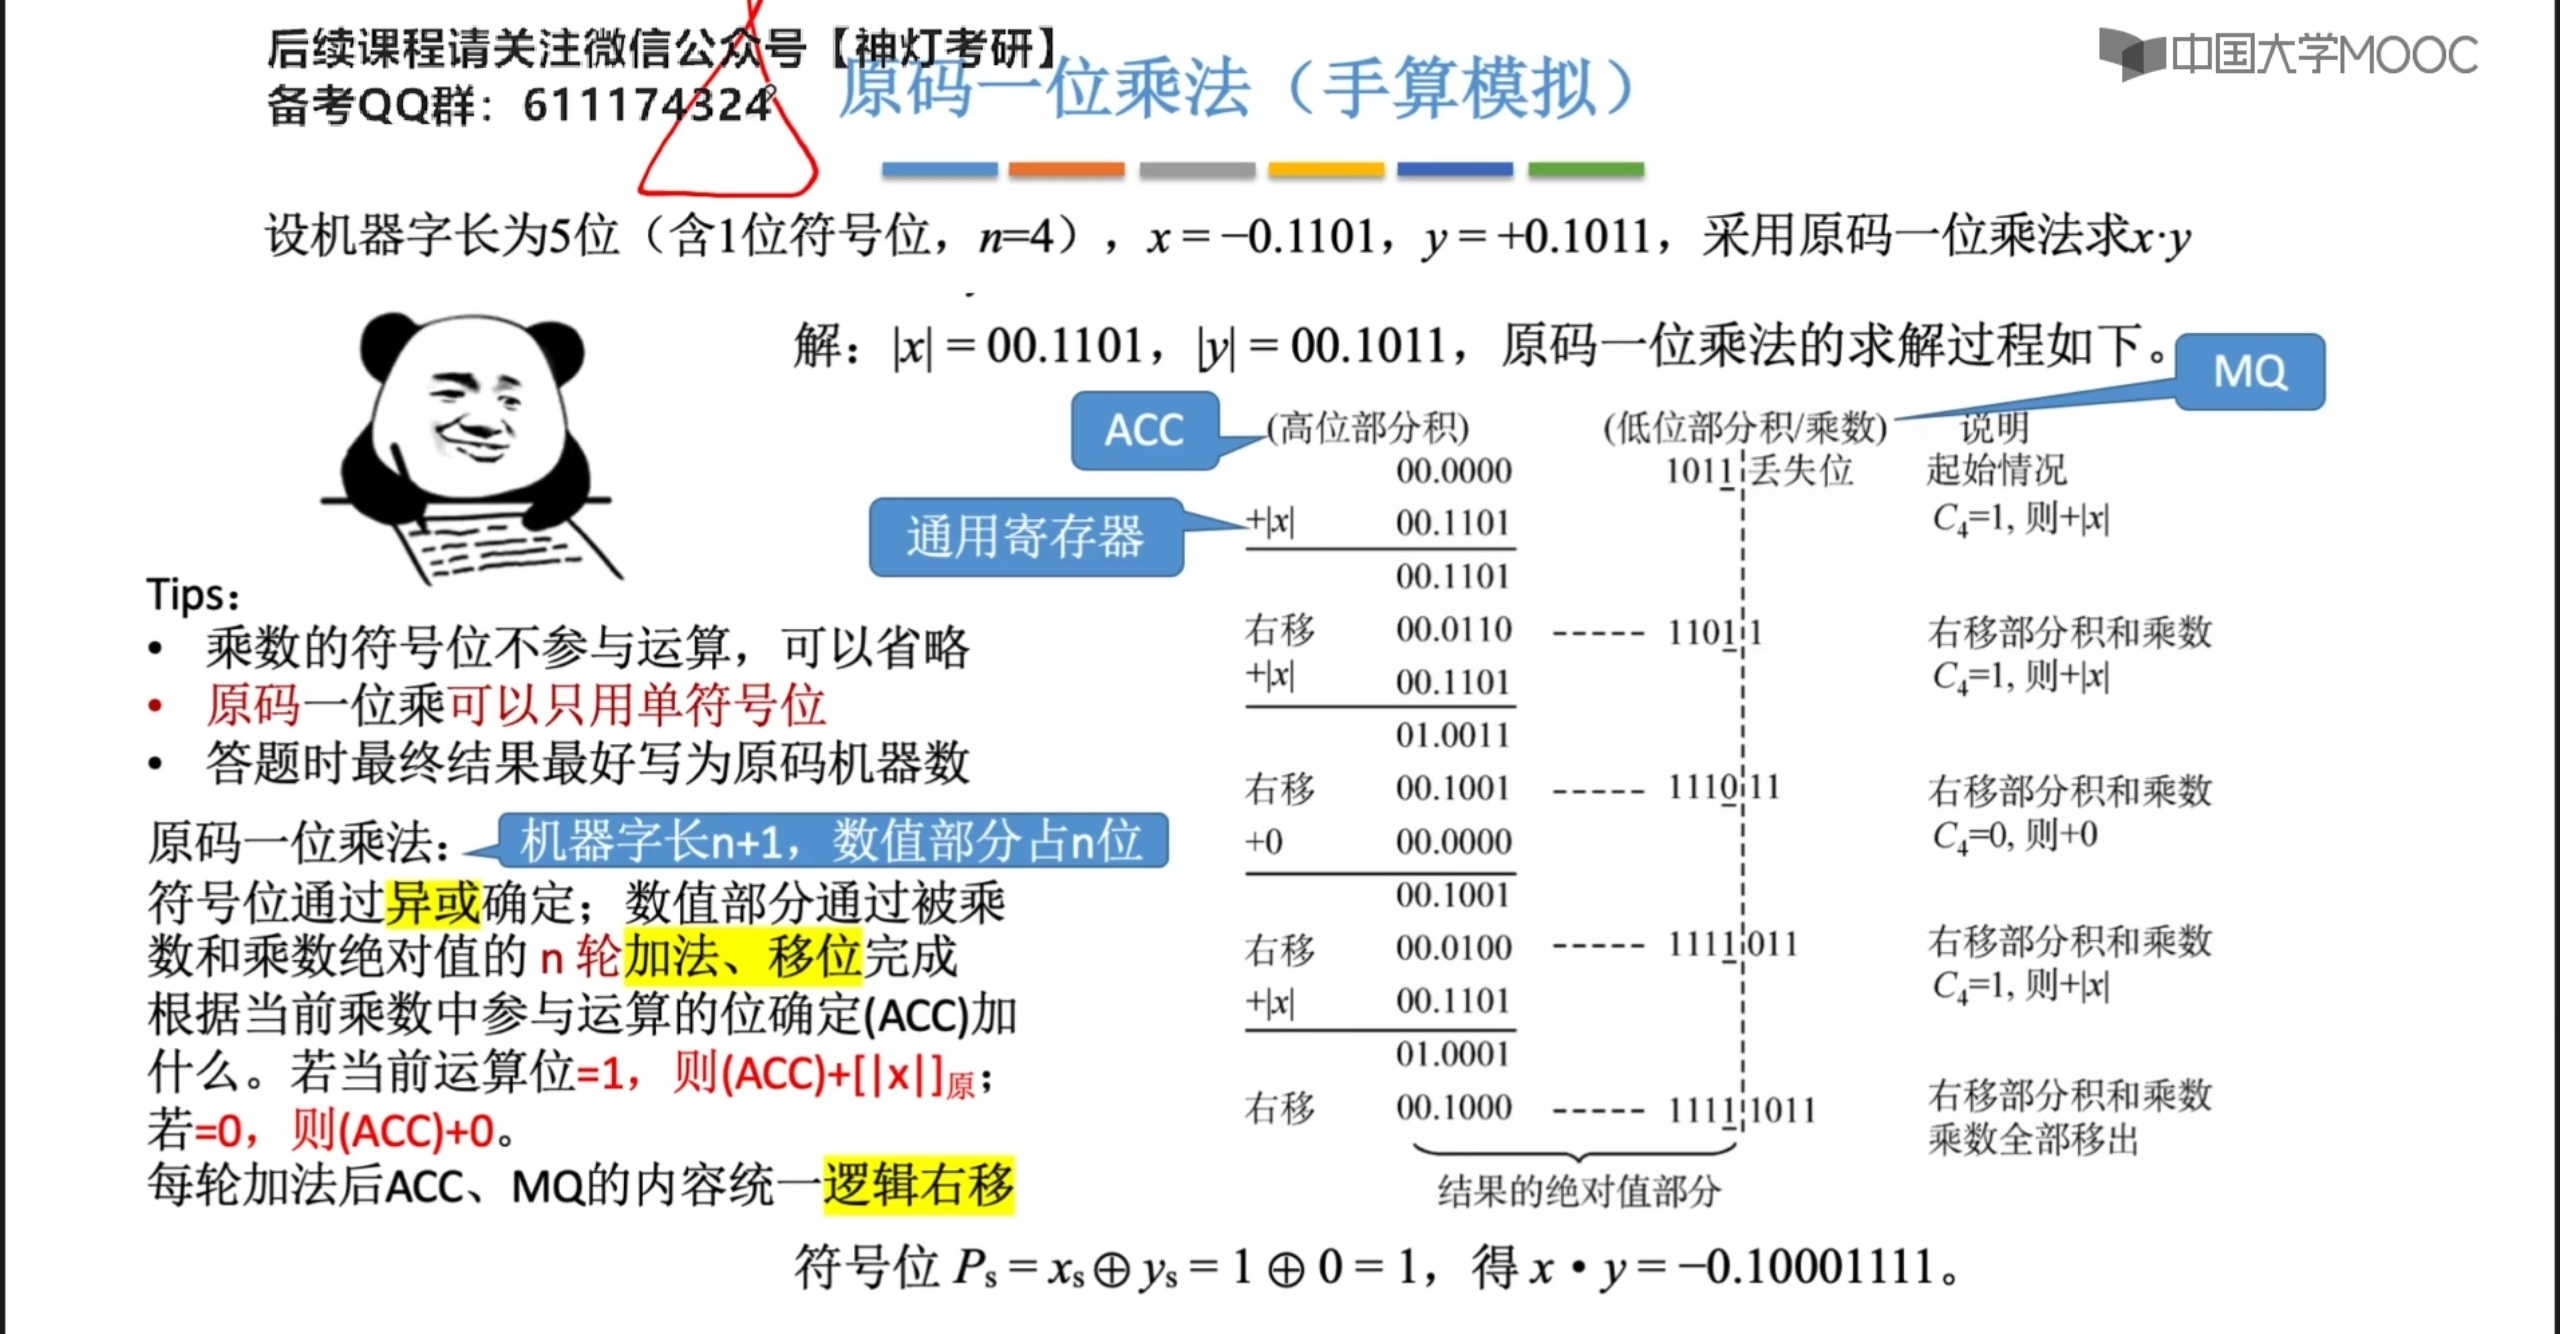 后续课程请关注微信公众号【神灯考研】
备考QQ群：611174324
中国大学MOOC
原码一位乘法（手算模拟）
设机器字长为5位（含1位符号位，n=4），x = −0.1101，y = +0.1011，采用原码一位乘法求x·y
解：|x| = 00.1101，|y| = 00.1011，原码一位乘法的求解过程如下。
MQ
ACC
(高位部分积) (低位部分积/乘数) 说明
00.0000 1011 丢失位 起始情况
通用寄存器
+|x| 00.1101 C₄=1, 则+|x|
00.1101
右移 00.0110 ----- 1101 1 右移部分积和乘数
+|x| 00.1101 C₄=1, 则+|x|
01.0011
右移 00.1001 ----- 1110 11 右移部分积和乘数
+0 00.0000 C₄=0, 则+0
00.1001
右移 00.0100 ----- 1111 011 右移部分积和乘数
+|x| 00.1101 C₄=1, 则+|x|
01.0001
右移 00.1000 ----- 1111 1011 右移部分积和乘数
乘数全部移出
结果的绝对值部分
Tips：
• 乘数的符号位不参与运算，可以省略
• 原码一位乘可以只用单符号位
• 答题时最终结果最好写为原码机器数
原码一位乘法：
机器字长n+1，数值部分占n位
符号位通过异或确定；数值部分通过被乘
数和乘数绝对值的 n 轮加法、移位完成
根据当前乘数中参与运算的位确定(ACC)加
什么。若当前运算位=1，则(ACC)+[|x|]原；
若=0，则(ACC)+0。
每轮加法后ACC、MQ的内容统一逻辑右移
符号位 Pₛ = xₛ⊕yₛ = 1⊕0 = 1，得 x • y = −0.10001111。